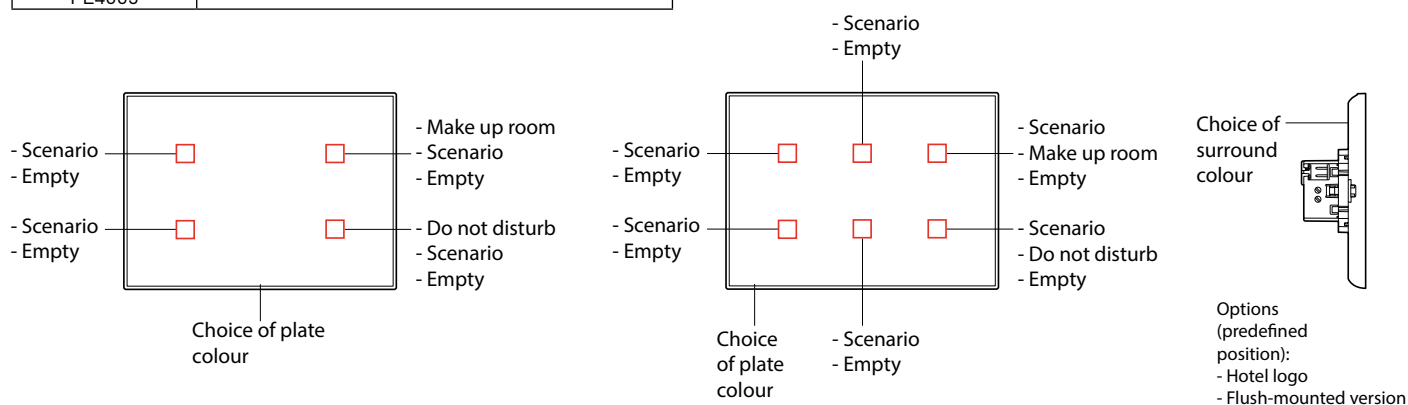 - Scenario
- Empty
- Scenario
- Empty
- Make up room
- Scenario
- Empty
- Do not disturb
- Scenario
- Empty
Choice of plate
colour
- Scenario
- Empty
- Scenario
- Empty
- Scenario
- Empty
- Scenario
- Make up room
- Empty
- Scenario
- Do not disturb
- Empty
Choice
of plate
colour
- Scenario
- Empty
Choice of
surround
colour
Options
(predefined
position):
- Hotel logo
- Flush-mounted version